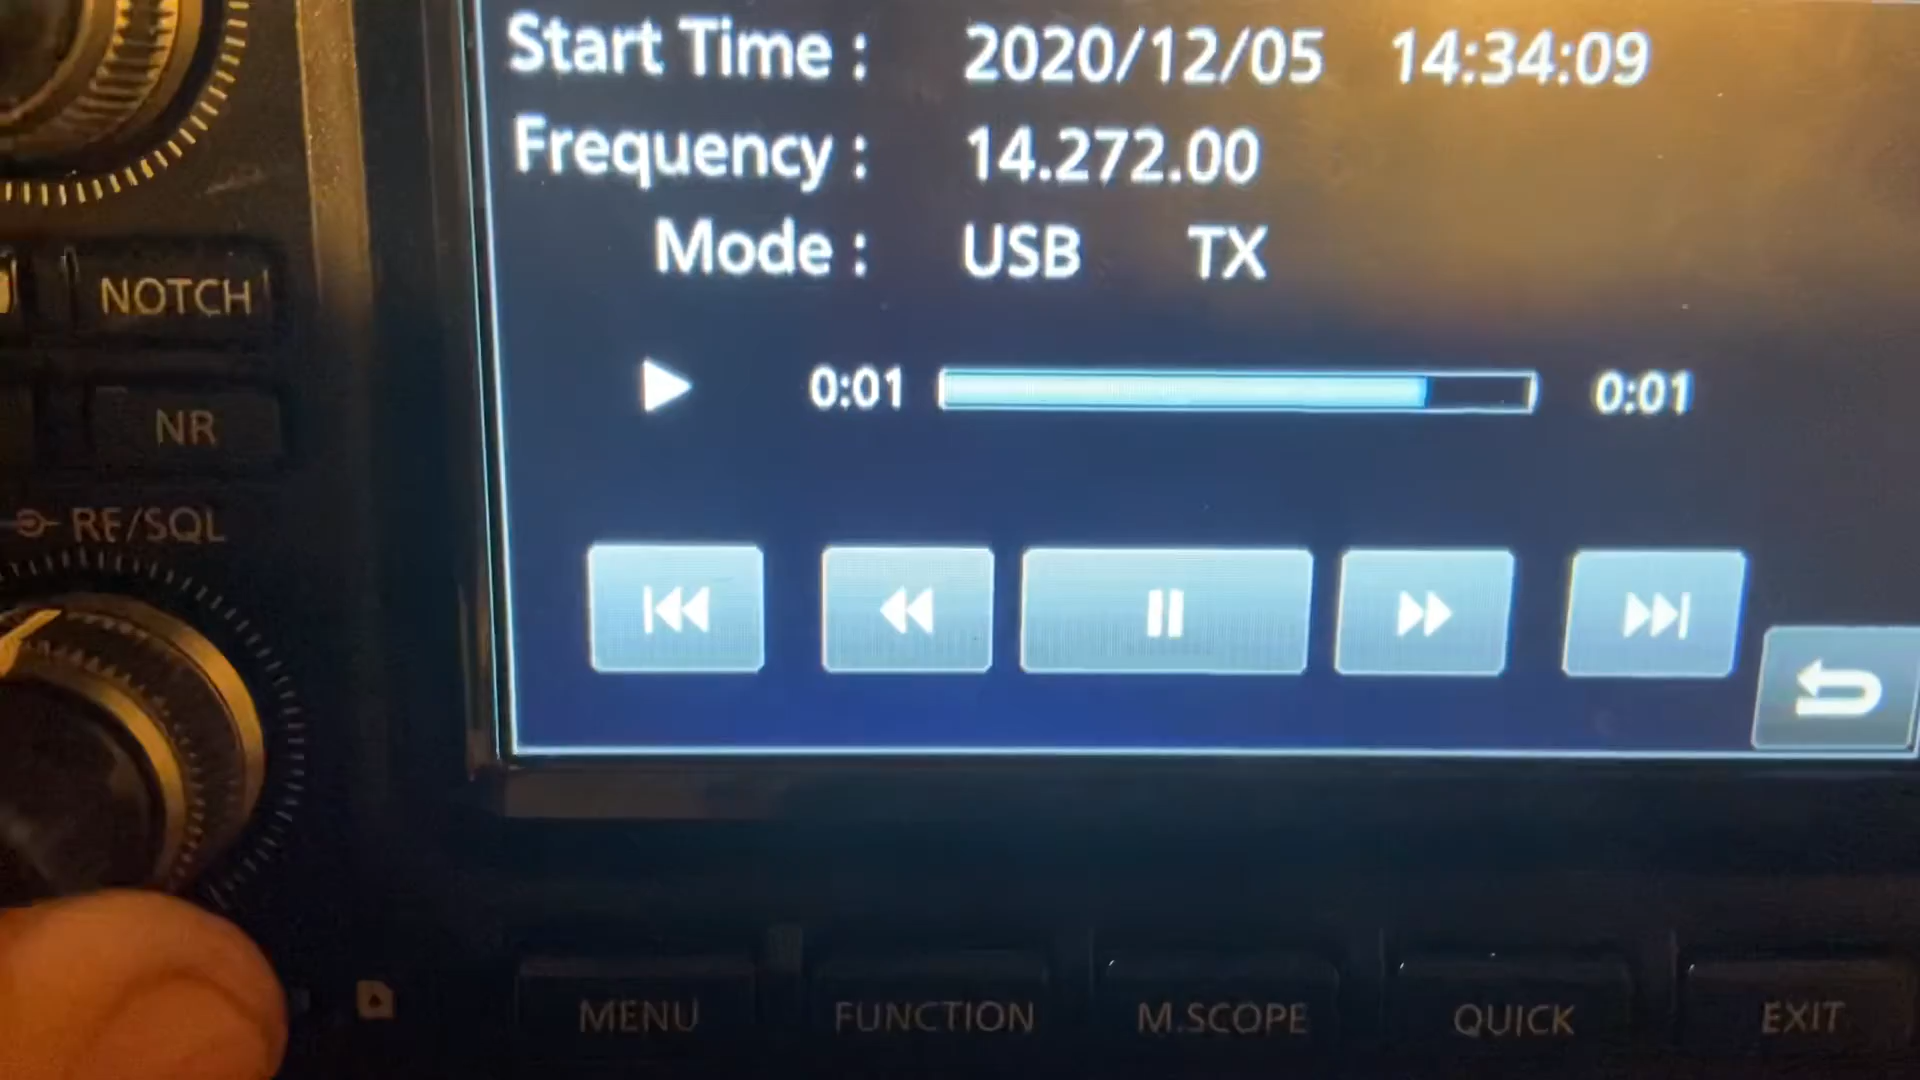 Start Time : 2020/12/05 14:34:09
Frequency : 14.272.00
Mode : USB TX
NOTCH
0:01 0:01
NR
RE/SQL
MENU FUNCTION M.SCOPE QUICK EXIT